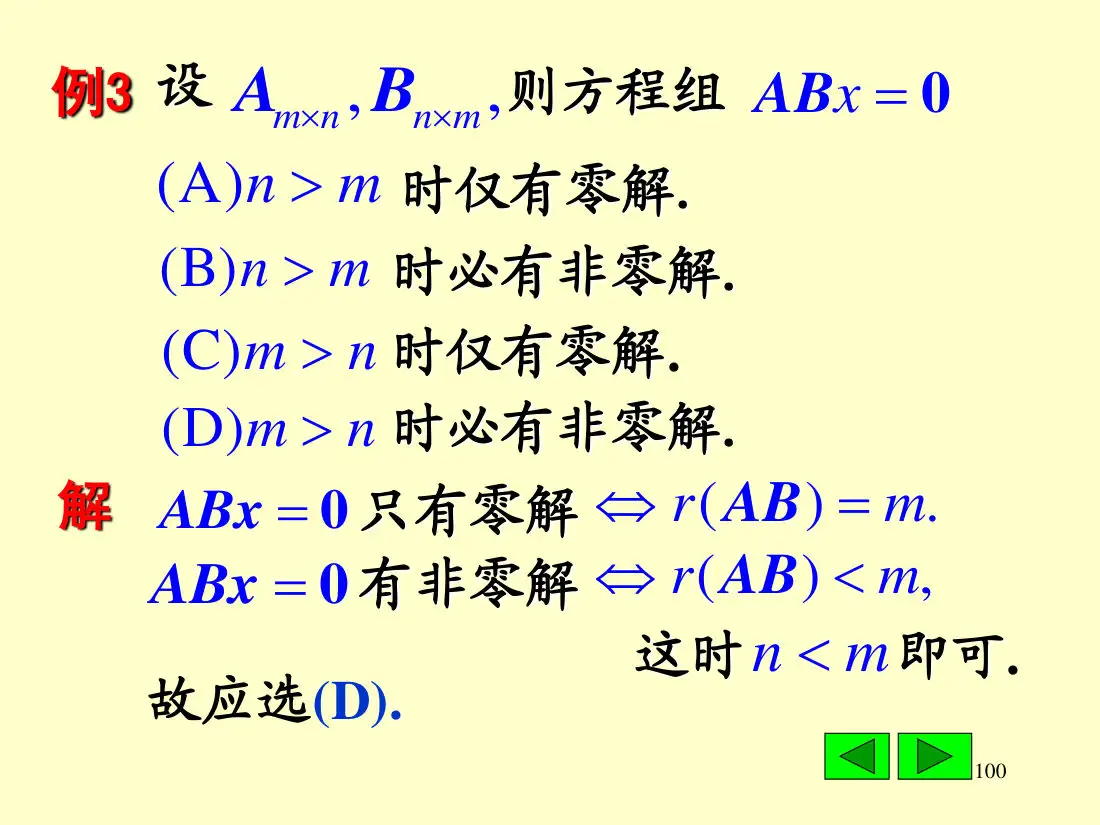 例3 设 A_{m×n}, B_{n×m}, 则方程组 ABx = 0
(A) n > m 时仅有零解.
(B) n > m 时必有非零解.
(C) m > n 时仅有零解.
(D) m > n 时必有非零解.
解 ABx = 0 只有零解 ⇔ r(AB) = m.
ABx = 0 有非零解 ⇔ r(AB) < m,
这时 n < m 即可.
故应选(D).
100